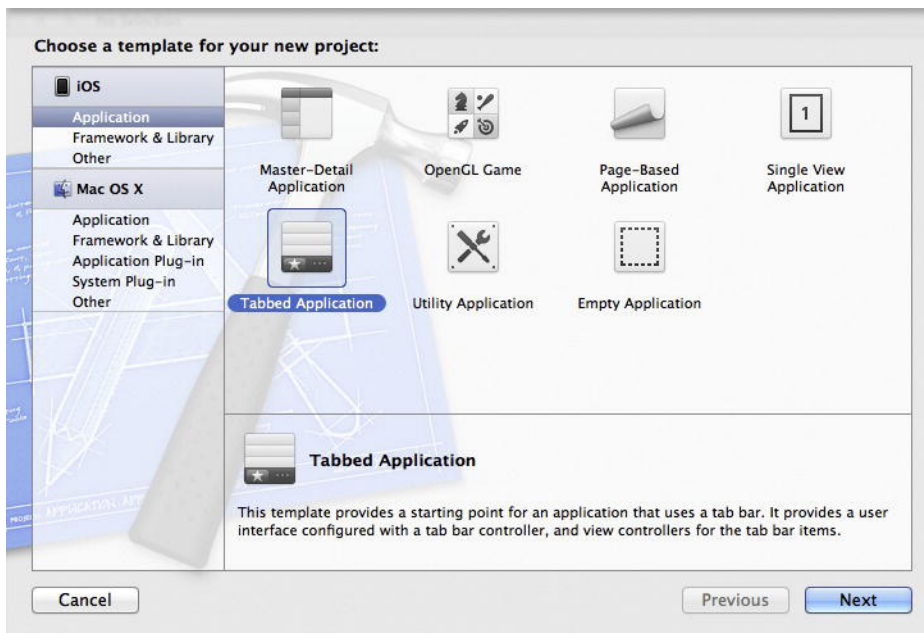 Choose a template for your new project:
iOS
Application
Framework & Library
Other
Mac OS X
Application
Framework & Library
Application Plug-in
System Plug-in
Other
Master-Detail
Application
OpenGL Game
Page-Based
Application
1
Single View
Application
Tabbed Application
Utility Application
Empty Application
Tabbed Application
This template provides a starting point for an application that uses a tab bar. It provides a user
interface configured with a tab bar controller, and view controllers for the tab bar items.
Cancel
Previous
Next